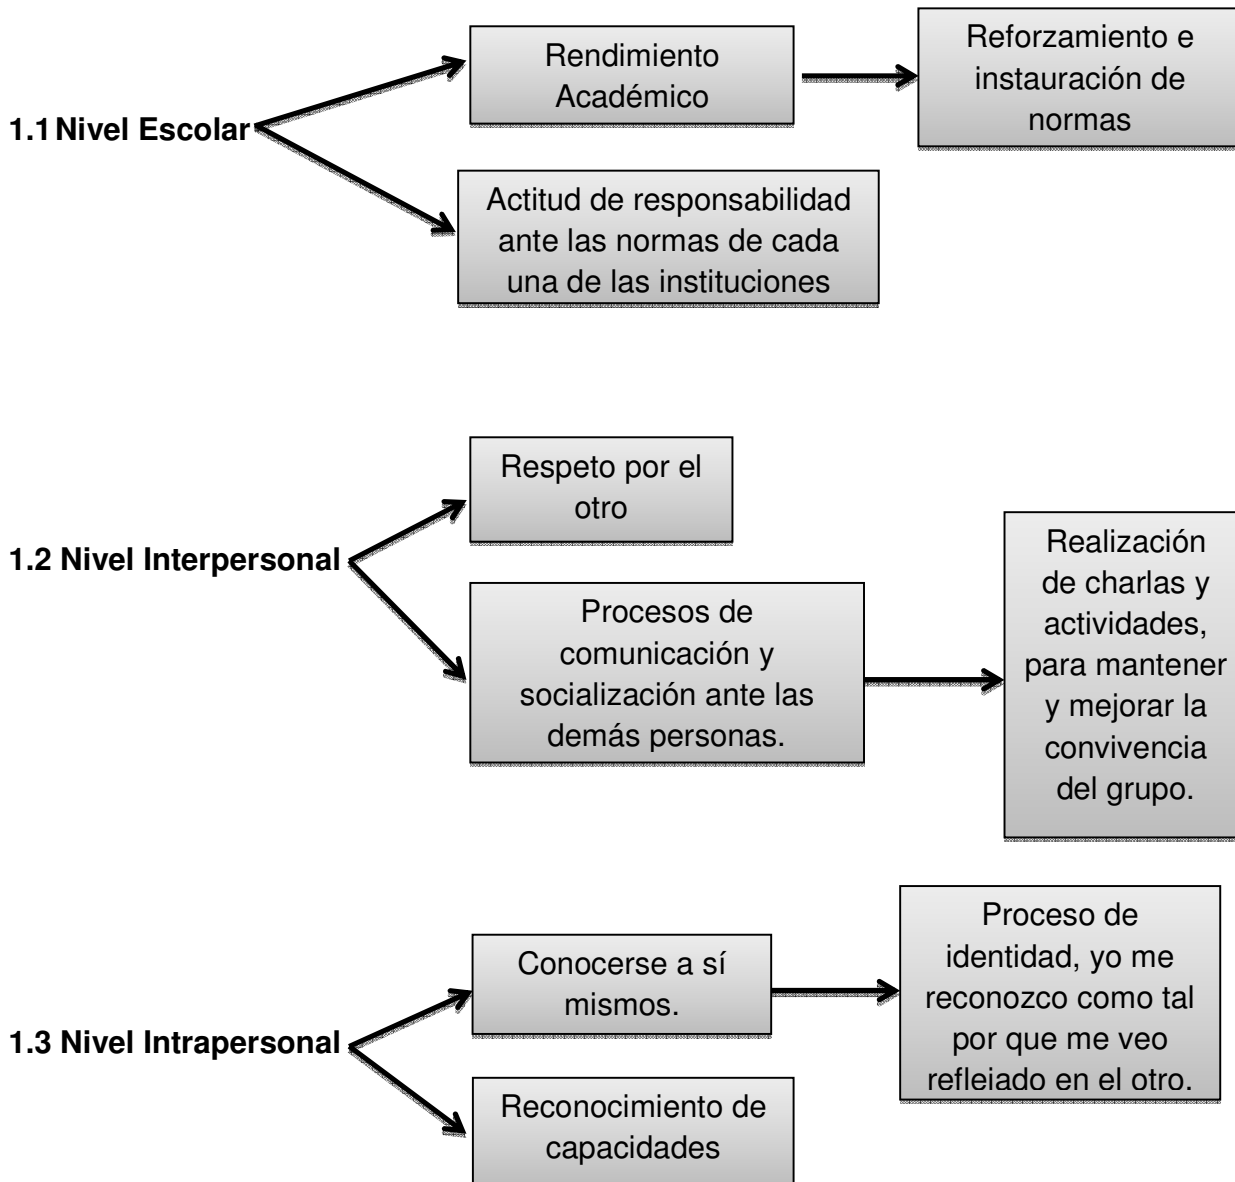 1.1 Nivel Escolar
Rendimiento
Académico
Reforzamiento e
instauración de
normas
Actitud de responsabilidad
ante las normas de cada
una de las instituciones
1.2 Nivel Interpersonal
Respeto por el
otro
Procesos de
comunicación y
socialización ante las
demás personas.
Realización
de charlas y
actividades,
para mantener
y mejorar la
convivencia
del grupo.
1.3 Nivel Intrapersonal
Conocerse a sí
mismos.
Proceso de
identidad, yo me
reconozco como tal
por que me veo
reflejado en el otro.
Reconocimiento de
capacidades